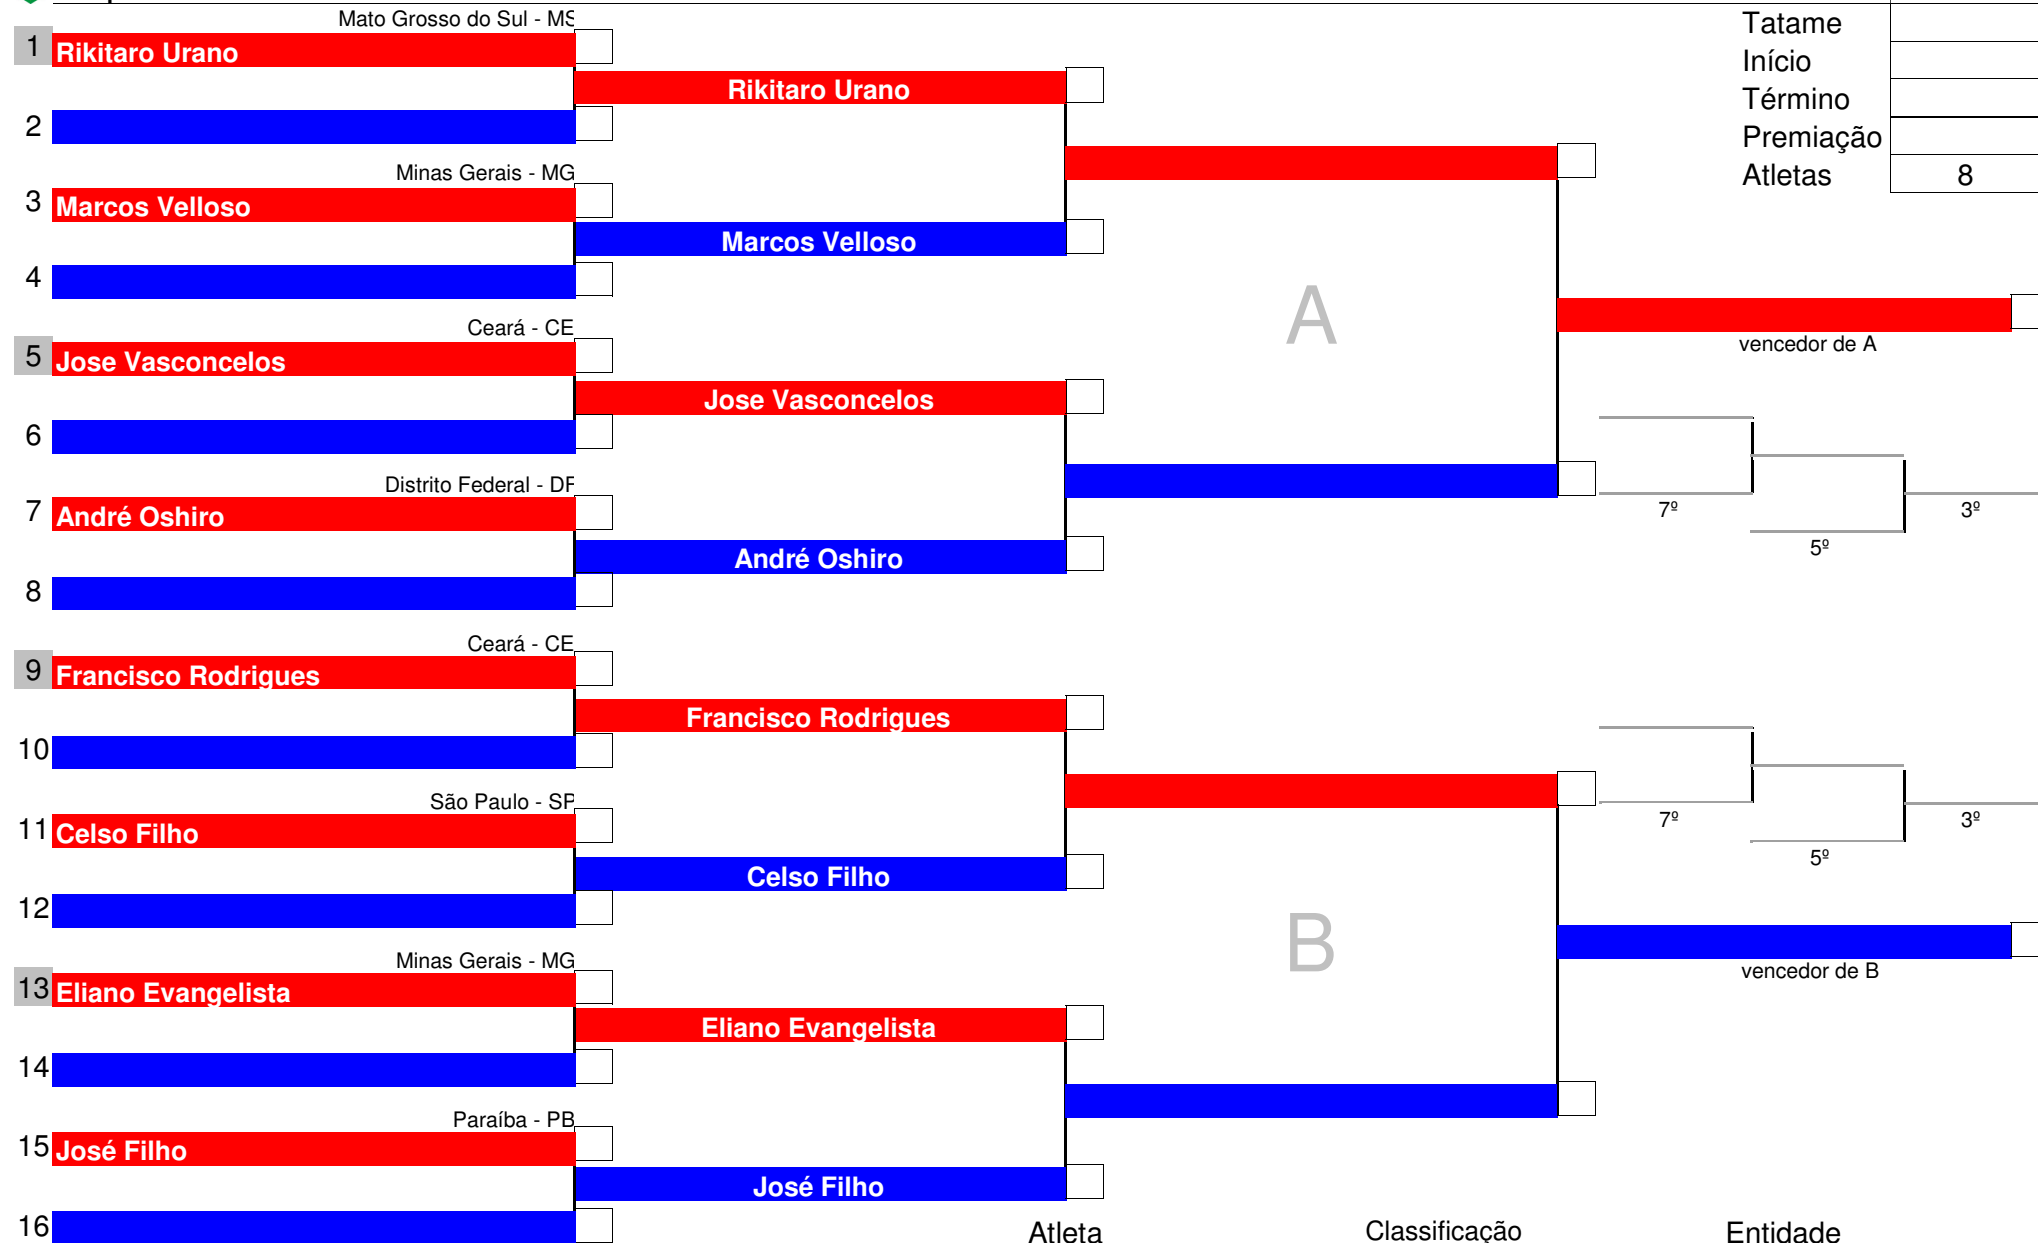 Mato Grosso do Sul - MS
Tatame
1 Rikitaro Urano
Início
Rikitaro Urano
Término
2
Premiação
Minas Gerais - MG
Atletas 8
3 Marcos Velloso
Marcos Velloso
4
A
Ceará - CE
vencedor de A
5 Jose Vasconcelos
Jose Vasconcelos
6
Distrito Federal - DF
7 André Oshiro
7º
3º
5º
André Oshiro
8
Ceará - CE
9 Francisco Rodrigues
Francisco Rodrigues
10
São Paulo - SP
7º
3º
11 Celso Filho
5º
Celso Filho
12
B
Minas Gerais - MG
vencedor de B
13 Eliano Evangelista
Eliano Evangelista
14
Paraíba - PB
15 José Filho
José Filho
16
Atleta Classificação Entidade